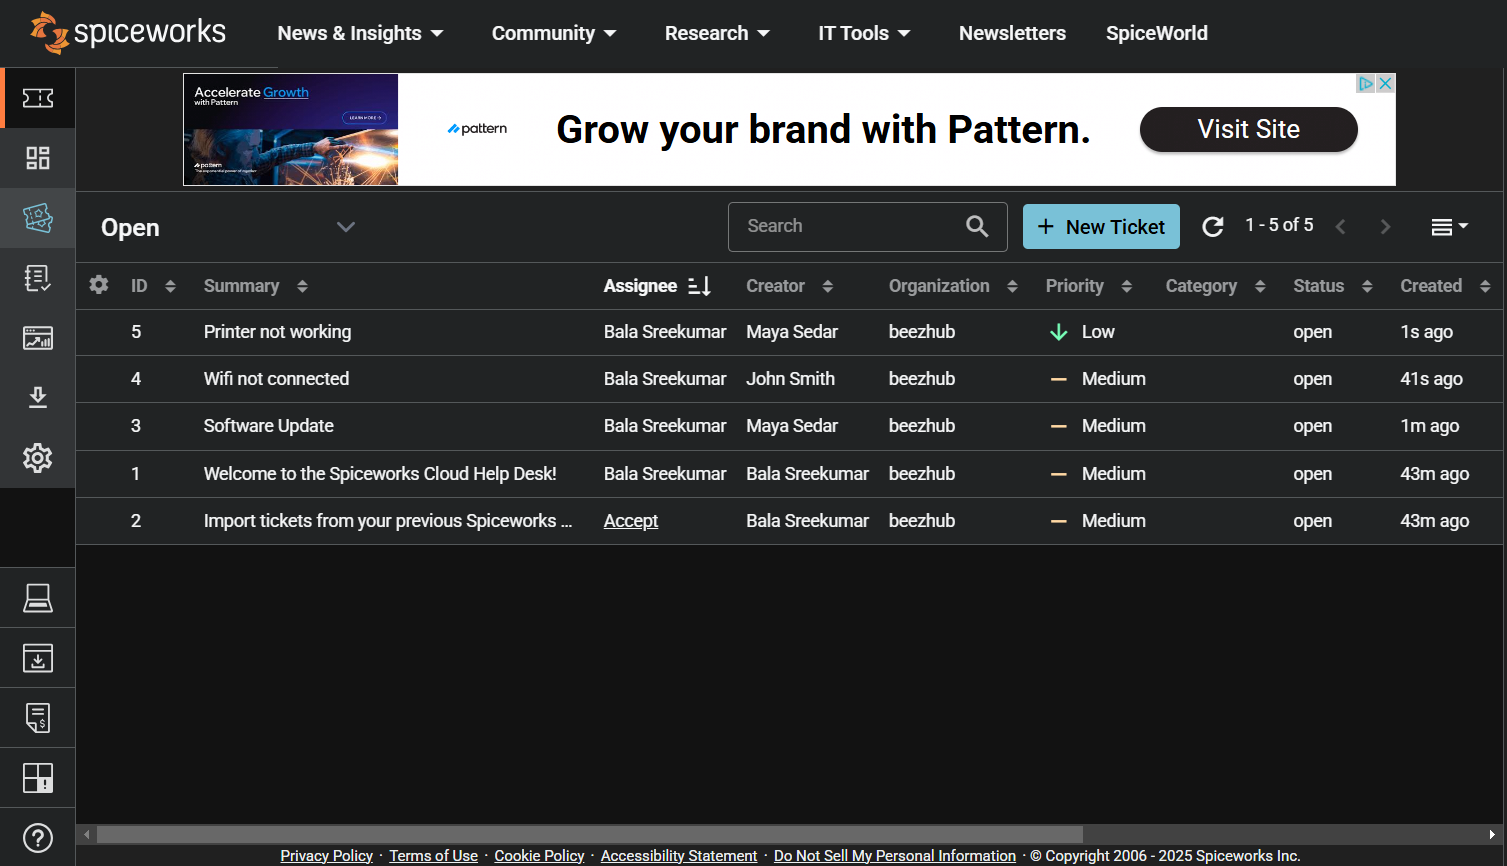 spiceworks
News & Insights
Community
Research
IT Tools
Newsletters
SpiceWorld
Accelerate Growth
with Pattern
LEARN MORE
pattern
The exponential power of together
pattern
Grow your brand with Pattern.
Visit Site
Open
Search
+ New Ticket
1 - 5 of 5
ID Summary Assignee Creator Organization Priority Category Status Created
5 Printer not working Bala Sreekumar Maya Sedar beezhub Low open 1s ago
4 Wifi not connected Bala Sreekumar John Smith beezhub Medium open 41s ago
3 Software Update Bala Sreekumar Maya Sedar beezhub Medium open 1m ago
1 Welcome to the Spiceworks Cloud Help Desk! Bala Sreekumar Bala Sreekumar beezhub Medium open 43m ago
2 Import tickets from your previous Spiceworks ... Accept Bala Sreekumar beezhub Medium open 43m ago
Privacy Policy · Terms of Use · Cookie Policy · Accessibility Statement · Do Not Sell My Personal Information · © Copyright 2006 - 2025 Spiceworks Inc.